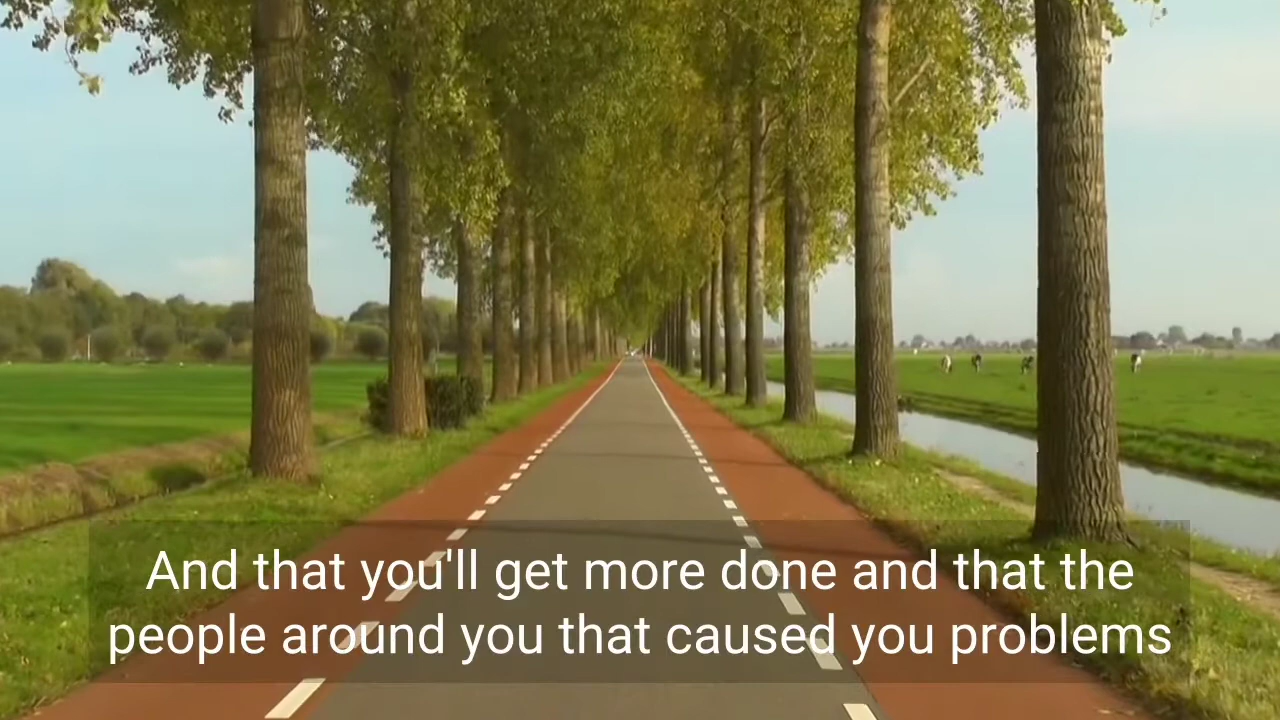 And that you'll get more done and that the
people around you that caused you problems